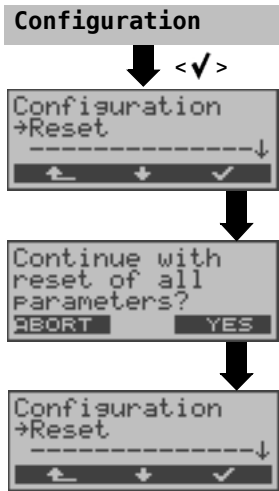 Configuration
<✓>
Configuration
→Reset
---------------↓
Continue with
reset of all
parameters?
ABORT YES
Configuration
→Reset
---------------↓